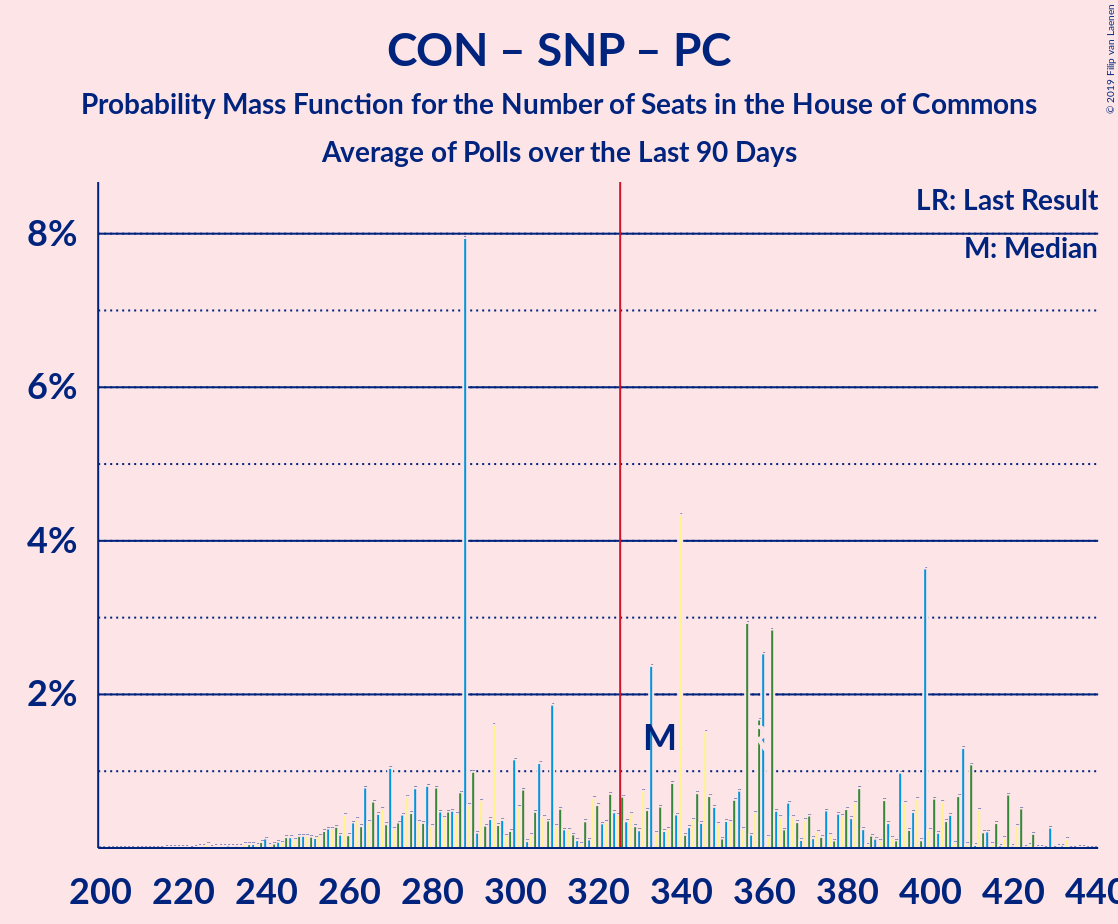 CON – SNP – PC
Probability Mass Function for the Number of Seats in the House of Commons
Average of Polls over the Last 90 Days
© 2019 Filip van Laenen
LR: Last Result
M: Median
8%
6%
4%
2%
M
200 220 240 260 280 300 320 340 360 380 400 420 440